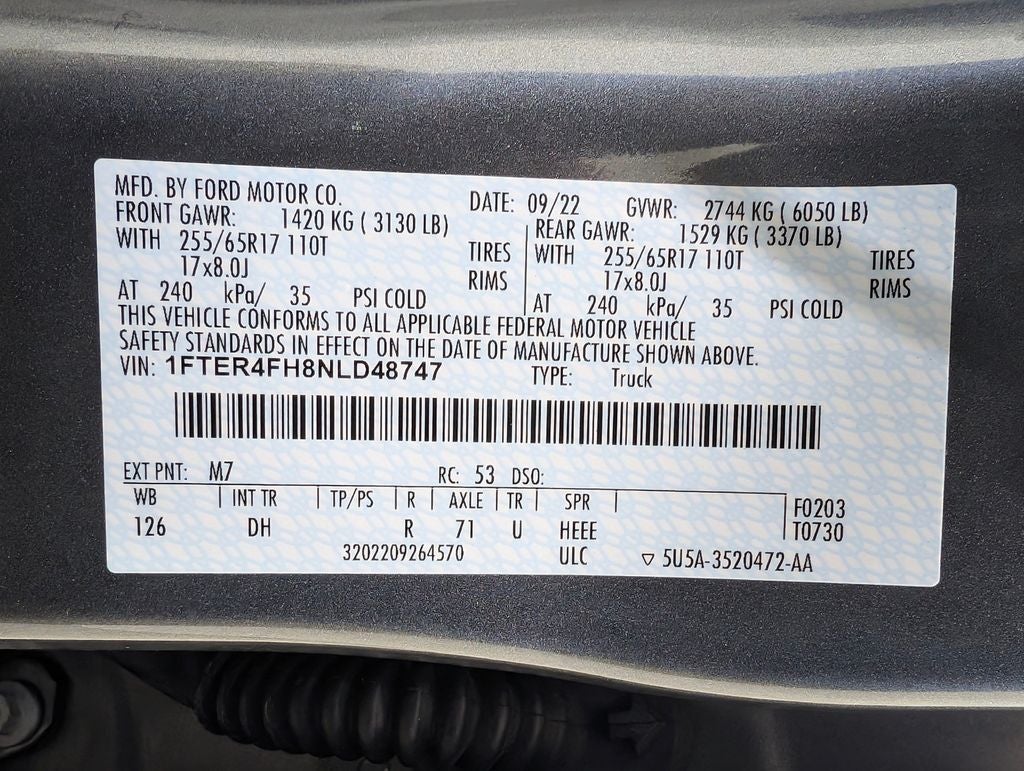 MFD. BY FORD MOTOR CO. DATE: 09/22 GVWR: 2744 KG ( 6050 LB)
FRONT GAWR: 1420 KG ( 3130 LB) REAR GAWR: 1529 KG ( 3370 LB)
WITH 255/65R17 110T TIRES WITH 255/65R17 110T TIRES
17x8.0J RIMS 17x8.0J RIMS
AT 240 kPa/ 35 PSI COLD AT 240 kPa/ 35 PSI COLD
THIS VEHICLE CONFORMS TO ALL APPLICABLE FEDERAL MOTOR VEHICLE
SAFETY STANDARDS IN EFFECT ON THE DATE OF MANUFACTURE SHOWN ABOVE.
VIN: 1FTER4FH8NLD48747 TYPE: Truck
EXT PNT: M7 RC: 53 DSO:
WB INT TR TP/PS R AXLE TR SPR F0203
126 DH R 71 U HEEE T0730
3202209264570 ULC ▽ 5U5A-3520472-AA